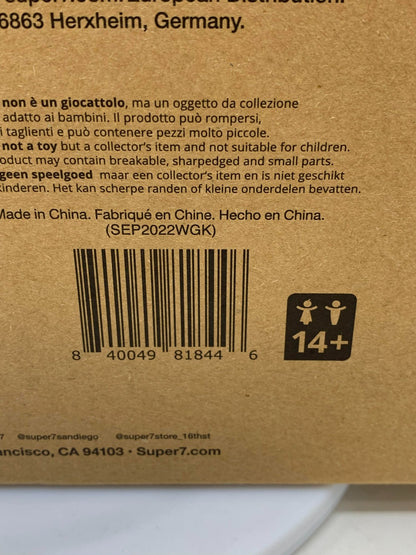 6863 Herxheim, Germany.
non è un giocattolo, ma un oggetto da collezione
adatto ai bambini. Il prodotto può rompersi,
i taglienti e può contenere pezzi molto piccole.
not a toy but a collector's item and not suitable for children.
oduct may contain breakable, sharpedged and small parts.
geen speelgoed maar een collector's item en is niet geschikt
kinderen. Het kan scherpe randen of kleine onderdelen bevatten.
Made in China. Fabriqué en Chine. Hecho en China.
(SEP2022WGK)
8 40049 81844 6
14+
7 @super7sandiego @super7store_16thst
ancisco, CA 94103 · Super7.com